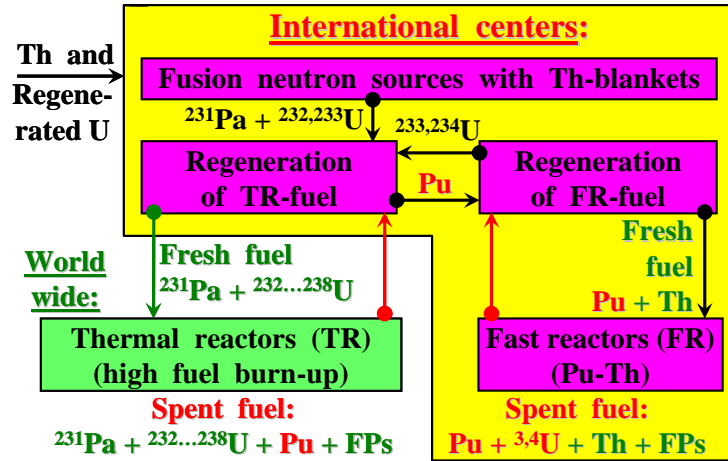 International centers:
Th and
Regene-
rated U
Fusion neutron sources with Th-blankets
²³¹Pa + ²³²,²³³U
²³³,²³⁴U
Regeneration
of TR-fuel
Pu
Regeneration
of FR-fuel
World
wide:
Fresh fuel
²³¹Pa + ²³²…²³⁸U
Fresh
fuel
Pu + Th
Thermal reactors (TR)
(high fuel burn-up)
Fast reactors (FR)
(Pu-Th)
Spent fuel:
²³¹Pa + ²³²…²³⁸U + Pu + FPs
Spent fuel:
Pu + ³,⁴U + Th + FPs